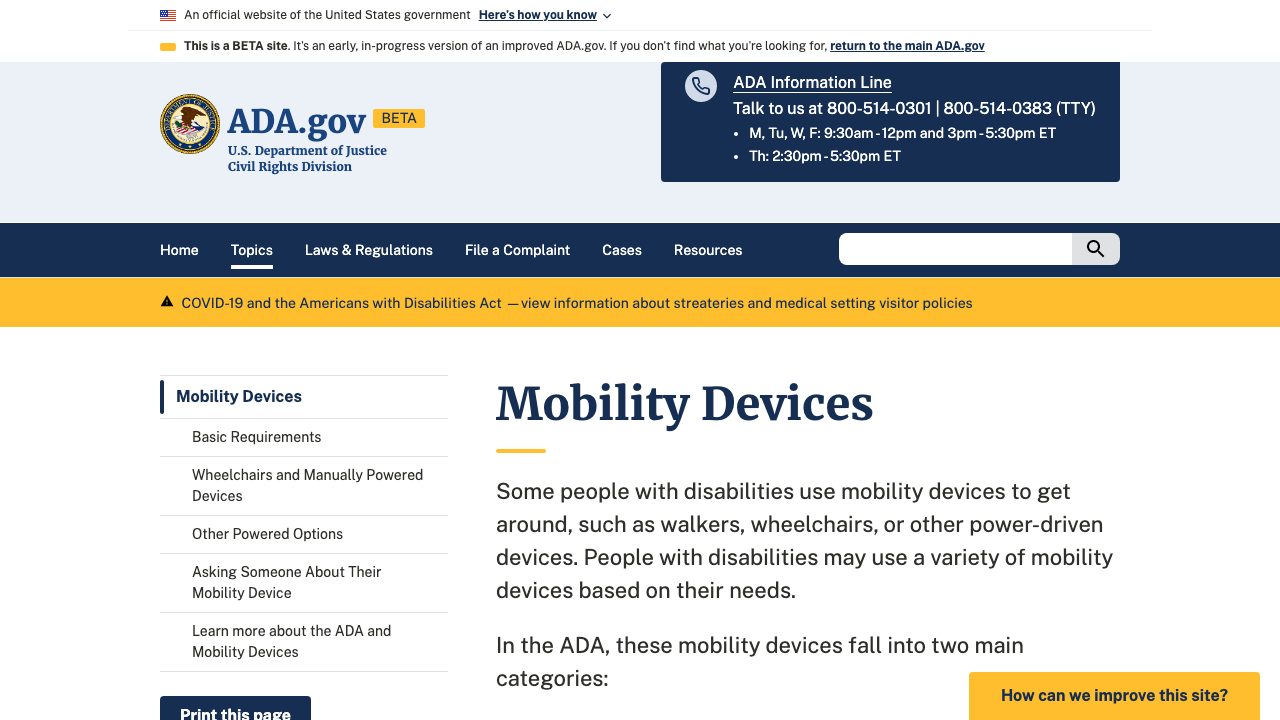 An official website of the United States government Here's how you know
This is a BETA site. It's an early, in-progress version of an improved ADA.gov. If you don't find what you're looking for, return to the main ADA.gov
ADA.gov BETA
U.S. Department of Justice
Civil Rights Division
ADA Information Line
Talk to us at 800-514-0301 | 800-514-0383 (TTY)
• M, Tu, W, F: 9:30am-12pm and 3pm-5:30pm ET
• Th: 2:30pm-5:30pm ET
Home Topics Laws & Regulations File a Complaint Cases Resources
COVID-19 and the Americans with Disabilities Act —view information about streateries and medical setting visitor policies
Mobility Devices
Basic Requirements
Wheelchairs and Manually Powered
Devices
Other Powered Options
Asking Someone About Their
Mobility Device
Learn more about the ADA and
Mobility Devices
Print this page
Mobility Devices
Some people with disabilities use mobility devices to get
around, such as walkers, wheelchairs, or other power-driven
devices. People with disabilities may use a variety of mobility
devices based on their needs.
In the ADA, these mobility devices fall into two main
categories:
How can we improve this site?